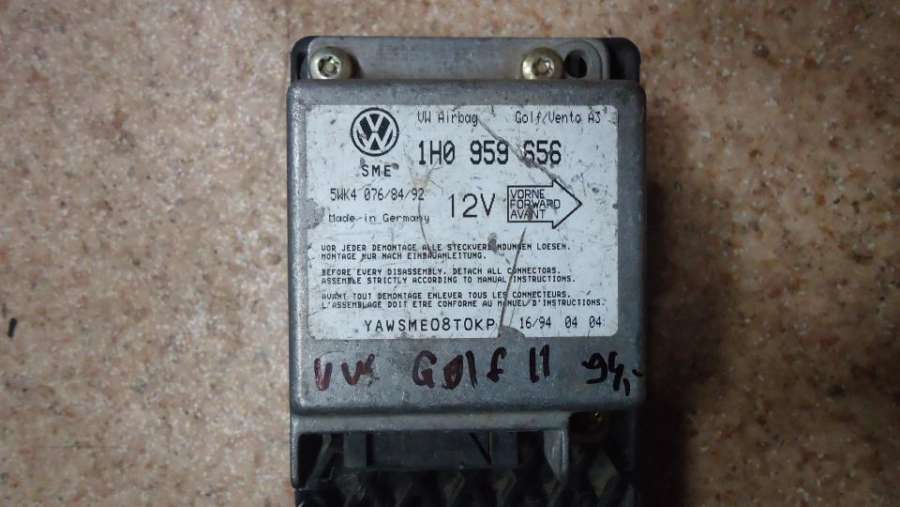 VW Airbag Golf/Vento A3
1H0 959 656
SME
5WK4 076/84/92
12V
VORNE
FORWARD
AVANT
Made in Germany
VOR JEDER DEMONTAGE ALLE STECKVERBINDUNGEN LOESEN.
MONTAGE NUR NACH EINBAUANLEITUNG.
BEFORE EVERY DISASSEMBLY, DETACH ALL CONNECTORS.
ASSEMBLE STRICTLY ACCORDING TO MANUAL INSTRUCTIONS.
AVANT TOUT DEMONTAGE ENLEVER TOUS LES CONNECTEURS.
L'ASSEMBLAGE DOIT ETRE CONFORME AU MANUEL D'INSTRUCTIONS.
YAWSME08T0KP 16/94 04 04
VW Golf II 94,-